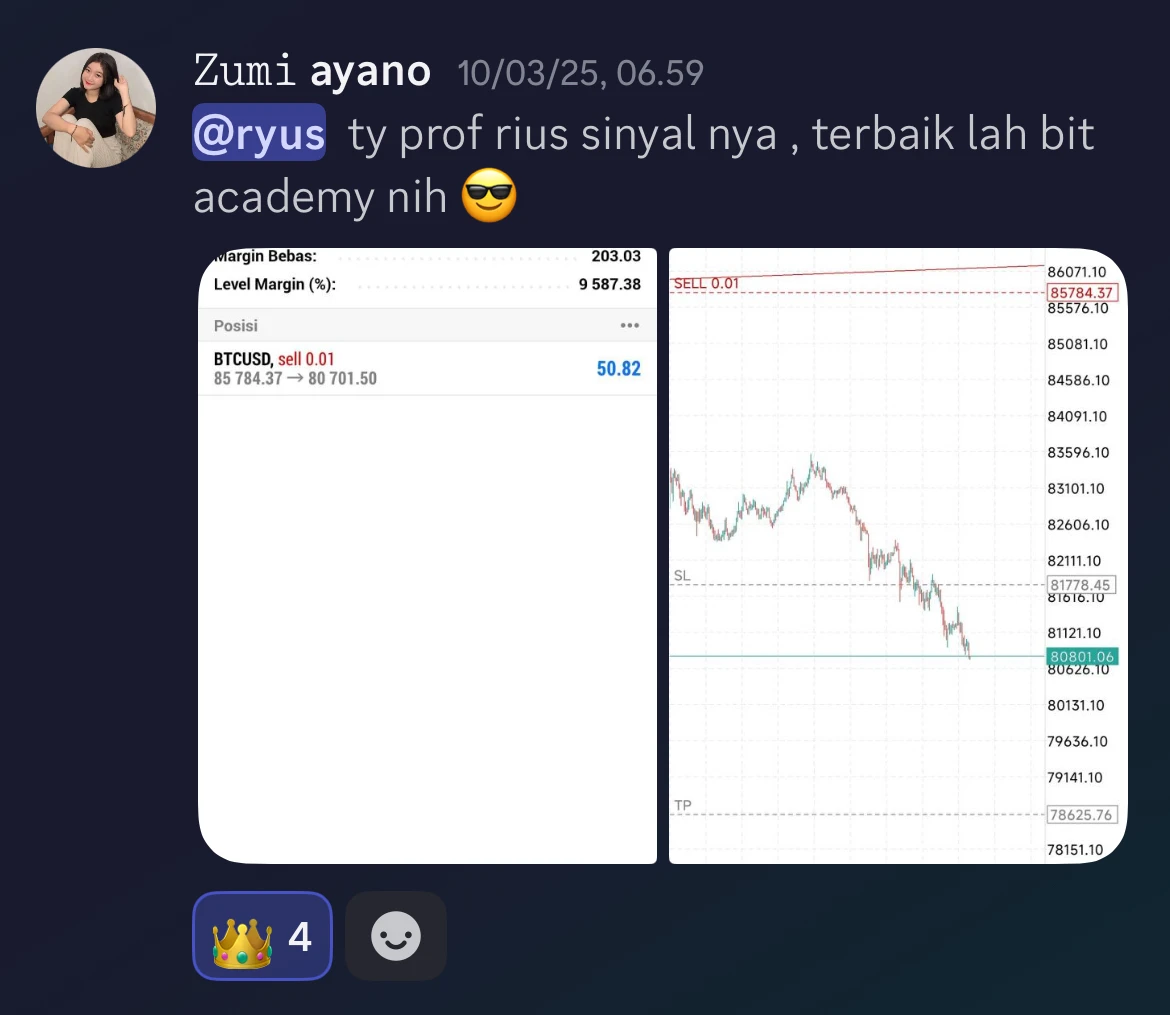 Zumi ayano 10/03/25, 06.59
@ryus ty prof rius sinyal nya , terbaik lah bit
academy nih 😎
Margin Bebas: 203.03
Level Margin (%): 9 587.38
Posisi
BTCUSD, sell 0.01
85 784.37 → 80 701.50
50.82
SELL 0.01
SL
TP
86071.10
85784.37
85576.10
85081.10
84586.10
84091.10
83596.10
83101.10
82606.10
82111.10
81778.45
81616.10
81121.10
80801.06
80626.10
80131.10
79636.10
79141.10
78625.76
78151.10
4